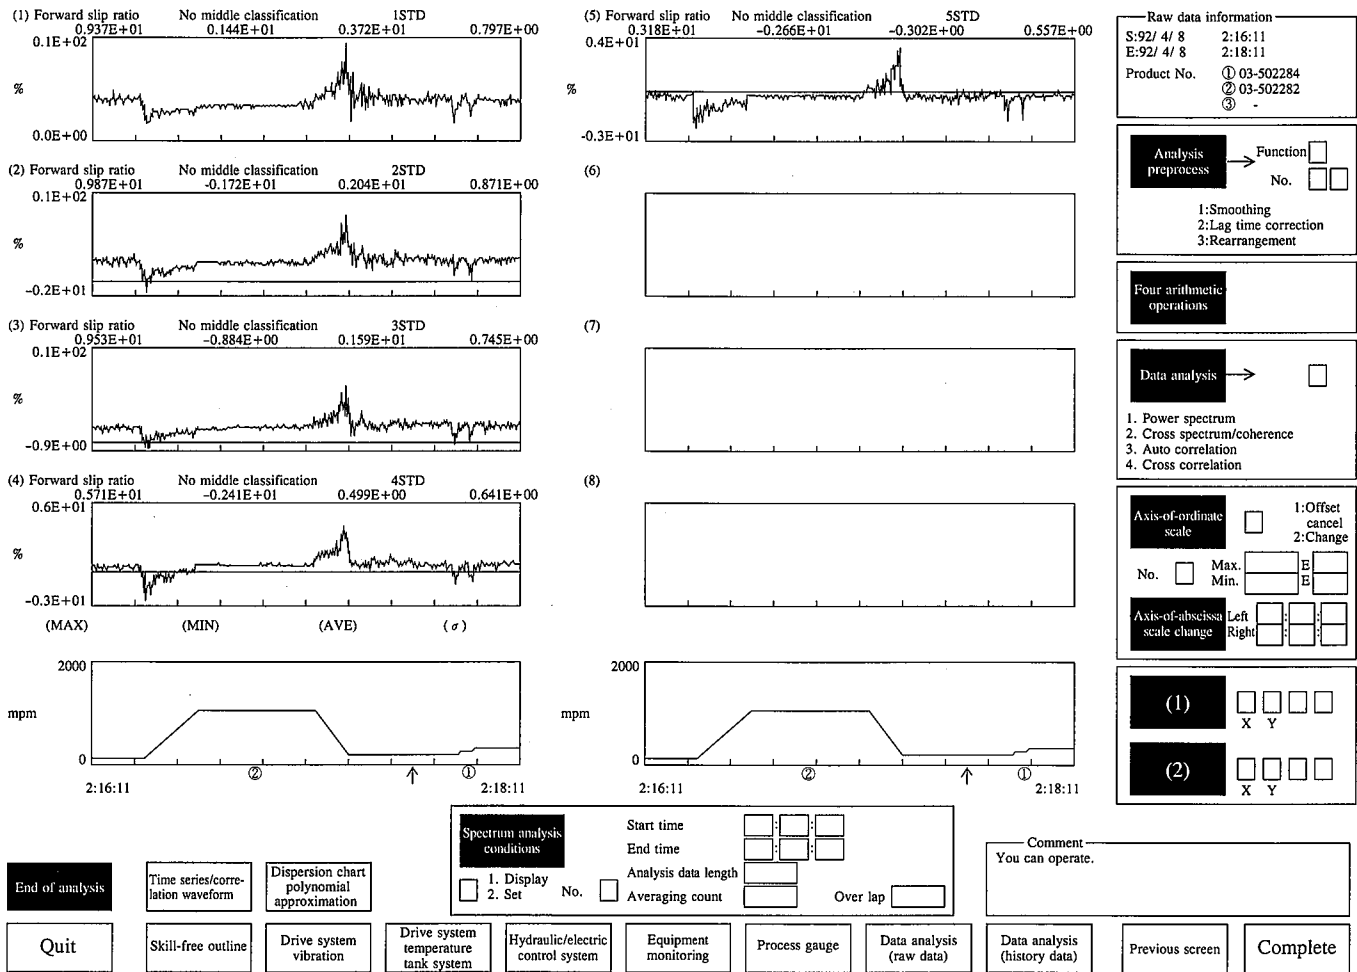 (1) Forward slip ratio No middle classification 1STD
0.937E+01 0.144E+01 0.372E+01 0.797E+00
0.1E+02
%
0.0E+00
(2) Forward slip ratio No middle classification 2STD
0.987E+01 -0.172E+01 0.204E+01 0.871E+00
0.1E+02
%
-0.2E+01
(3) Forward slip ratio No middle classification 3STD
0.953E+01 -0.884E+00 0.159E+01 0.745E+00
0.1E+02
%
-0.9E+00
(4) Forward slip ratio No middle classification 4STD
0.571E+01 -0.241E+01 0.499E+00 0.641E+00
0.6E+01
%
-0.3E+01
(MAX) (MIN) (AVE) (σ)
2000
mpm
0
② ↑ ①
2:16:11 2:18:11
(5) Forward slip ratio No middle classification 5STD
0.318E+01 -0.266E+01 -0.302E+00 0.557E+00
0.4E+01
%
-0.3E+01
(6)
(7)
(8)
2000
mpm
0
② ↑ ①
2:16:11 2:18:11
Raw data information
S:92/ 4/ 8 2:16:11
E:92/ 4/ 8 2:18:11
Product No. ① 03-502284
② 03-502282
③ -
Analysis preprocess → Function
No.
1:Smoothing
2:Lag time correction
3:Rearrangement
Four arithmetic
operations
Data analysis →
1. Power spectrum
2. Cross spectrum/coherence
3. Auto correlation
4. Cross correlation
Axis-of-ordinate
scale
1:Offset
cancel
2:Change
No. Max. E
Min. E
Axis-of-abscissa
scale change
Left : :
Right : :
(1)
X Y
(2)
X Y
Spectrum analysis
conditions
1. Display
2. Set No.
Start time : :
End time : :
Analysis data length
Averaging count Over lap
Comment
You can operate.
End of analysis
Time series/corre-
lation waveform
Dispersion chart
polynomial
approximation
Quit
Skill-free outline
Drive system
vibration
Drive system
temperature
tank system
Hydraulic/electric
control system
Equipment
monitoring
Process gauge
Data analysis
(raw data)
Data analysis
(history data)
Previous screen
Complete